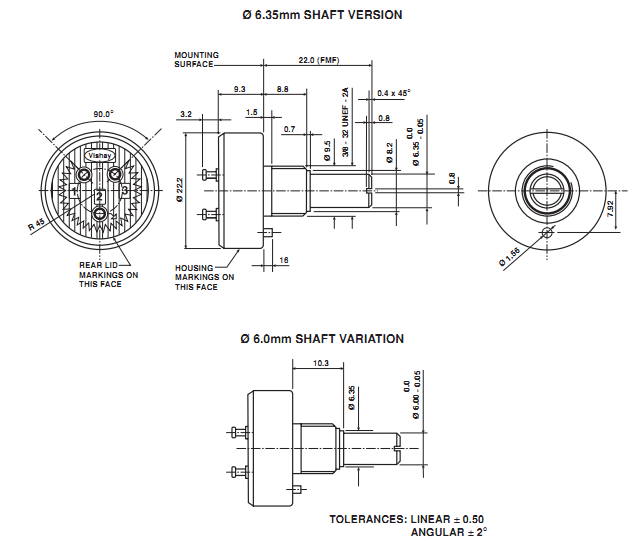 Ø 6.35mm SHAFT VERSION
MOUNTING
SURFACE
22.0 (FMF)
9.3
8.8
0.4 x 45°
90.0°
3.2
1.5
0.7
0.8
Ø 9.5
3/8 - 32 UNEF - 2A
Ø 8.2
0.0
Ø 6.35 - 0.05
Vishay
1
2
3
Ø 22.2
0.8
7.92
R 45
Ø 1.56
REAR LID
MARKINGS ON
THIS FACE
HOUSING
MARKINGS ON
THIS FACE
16
Ø 6.0mm SHAFT VARIATION
10.3
Ø 6.35
0.0
Ø 6.00 - 0.05
TOLERANCES: LINEAR ± 0.50
ANGULAR ± 2°